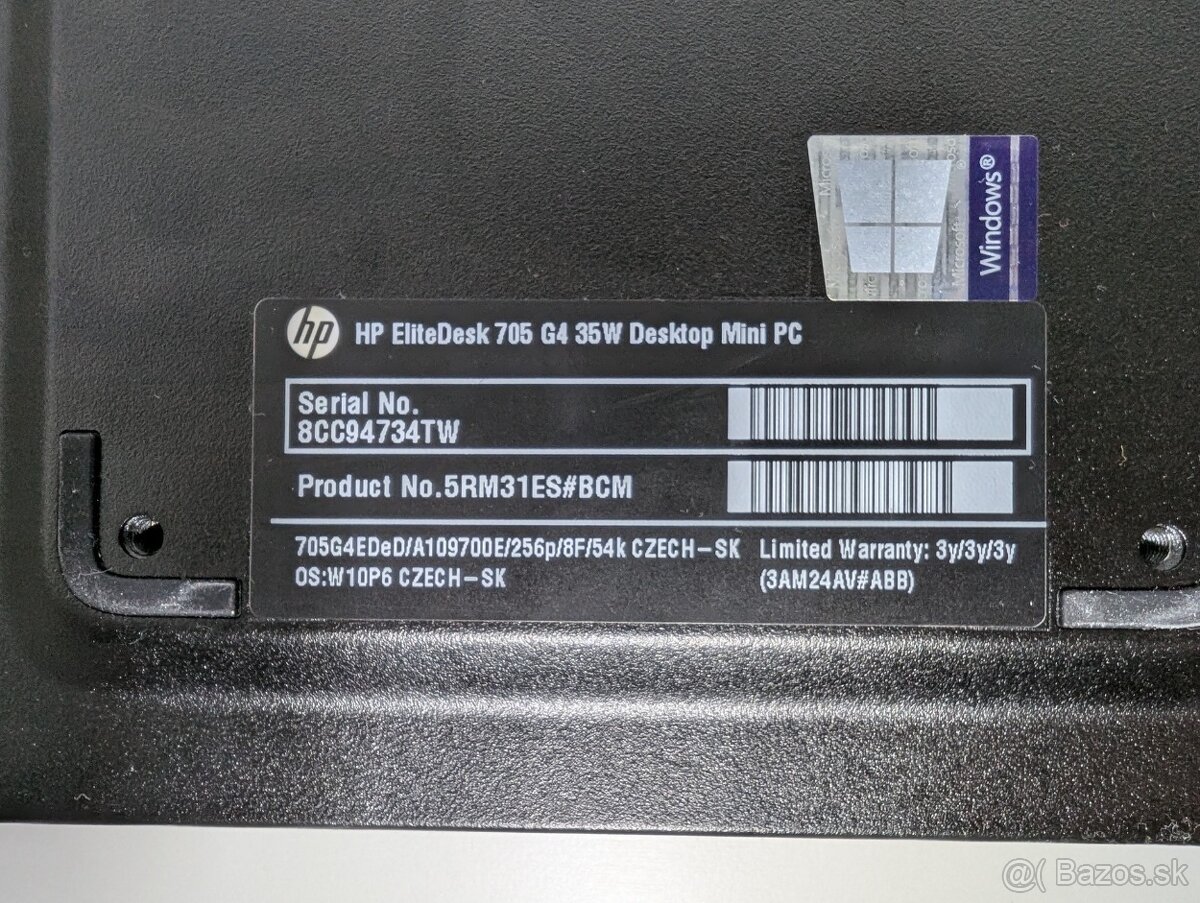 Windows®
hp HP EliteDesk 705 G4 35W Desktop Mini PC
Serial No.
8CC94734TW
Product No.5RM31ES#BCM
705G4EDeD/A109700E/256p/8F/54k CZECH-SK Limited Warranty: 3y/3y/3y
OS:W10P6 CZECH-SK (3AM24AV#ABB)
@( Bazos.sk